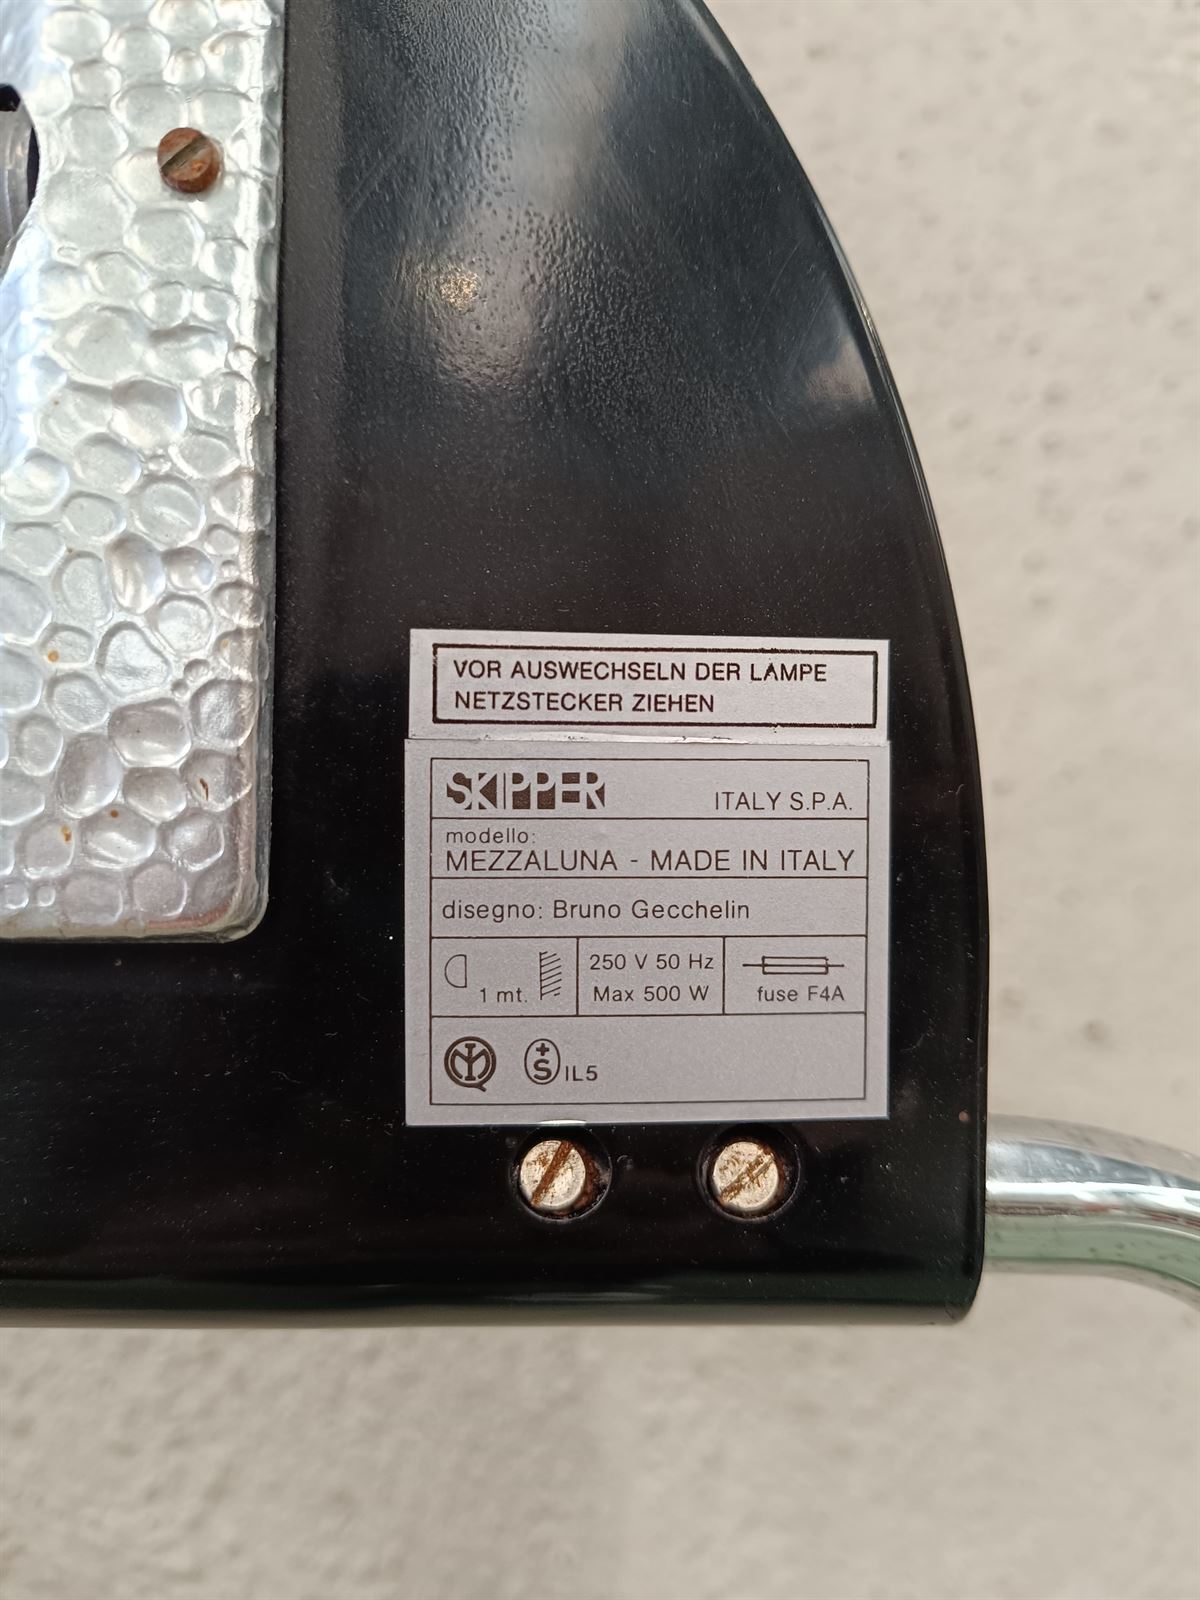 VOR AUSWECHSELN DER LAMPE
NETZSTECKER ZIEHEN
SKIPPER ITALY S.P.A.
modello:
MEZZALUNA - MADE IN ITALY
disegno: Bruno Gecchelin
1 mt.
250 V 50 Hz
Max 500 W
fuse F4A
IMQ +S IL5